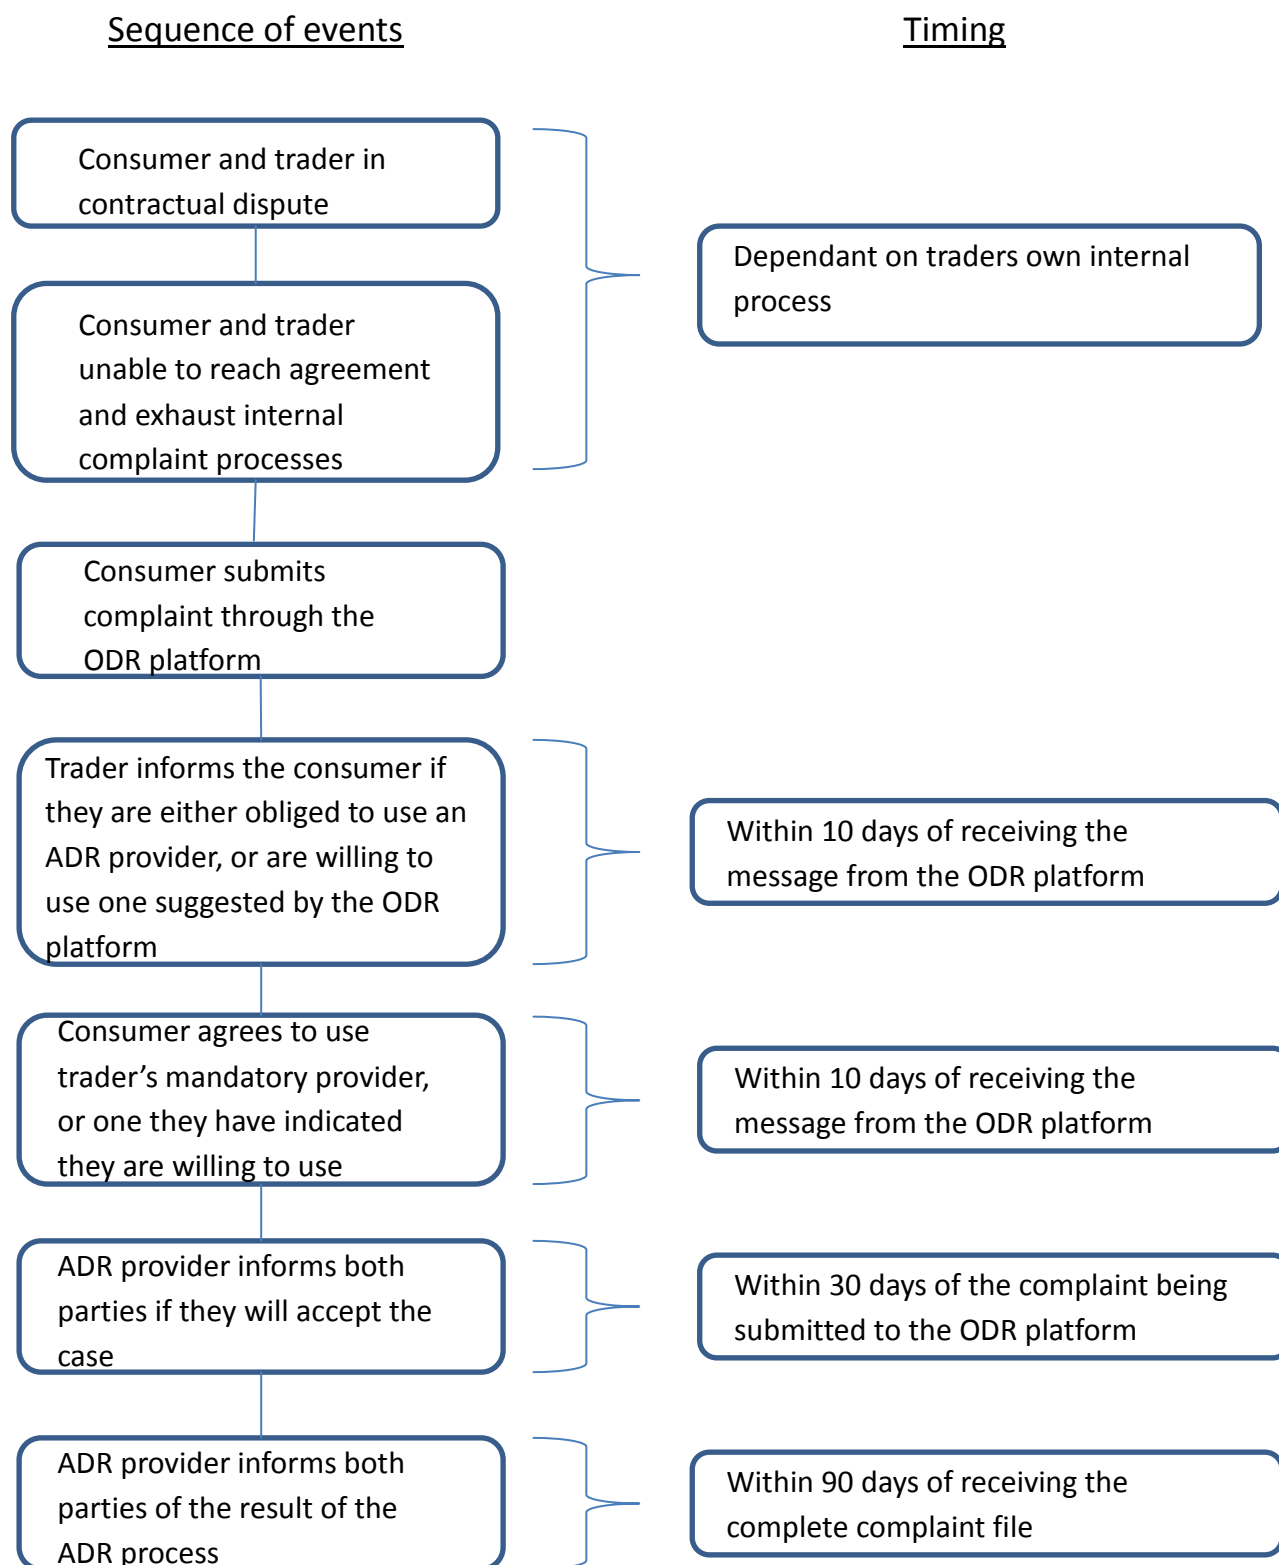 Sequence of events
Timing
Consumer and trader in
contractual dispute
Consumer and trader
unable to reach agreement
and exhaust internal
complaint processes
Dependant on traders own internal
process
Consumer submits
complaint through the
ODR platform
Trader informs the consumer if
they are either obliged to use an
ADR provider, or are willing to
use one suggested by the ODR
platform
Within 10 days of receiving the
message from the ODR platform
Consumer agrees to use
trader’s mandatory provider,
or one they have indicated
they are willing to use
Within 10 days of receiving the
message from the ODR platform
ADR provider informs both
parties if they will accept the
case
Within 30 days of the complaint being
submitted to the ODR platform
ADR provider informs both
parties of the result of the
ADR process
Within 90 days of receiving the
complete complaint file